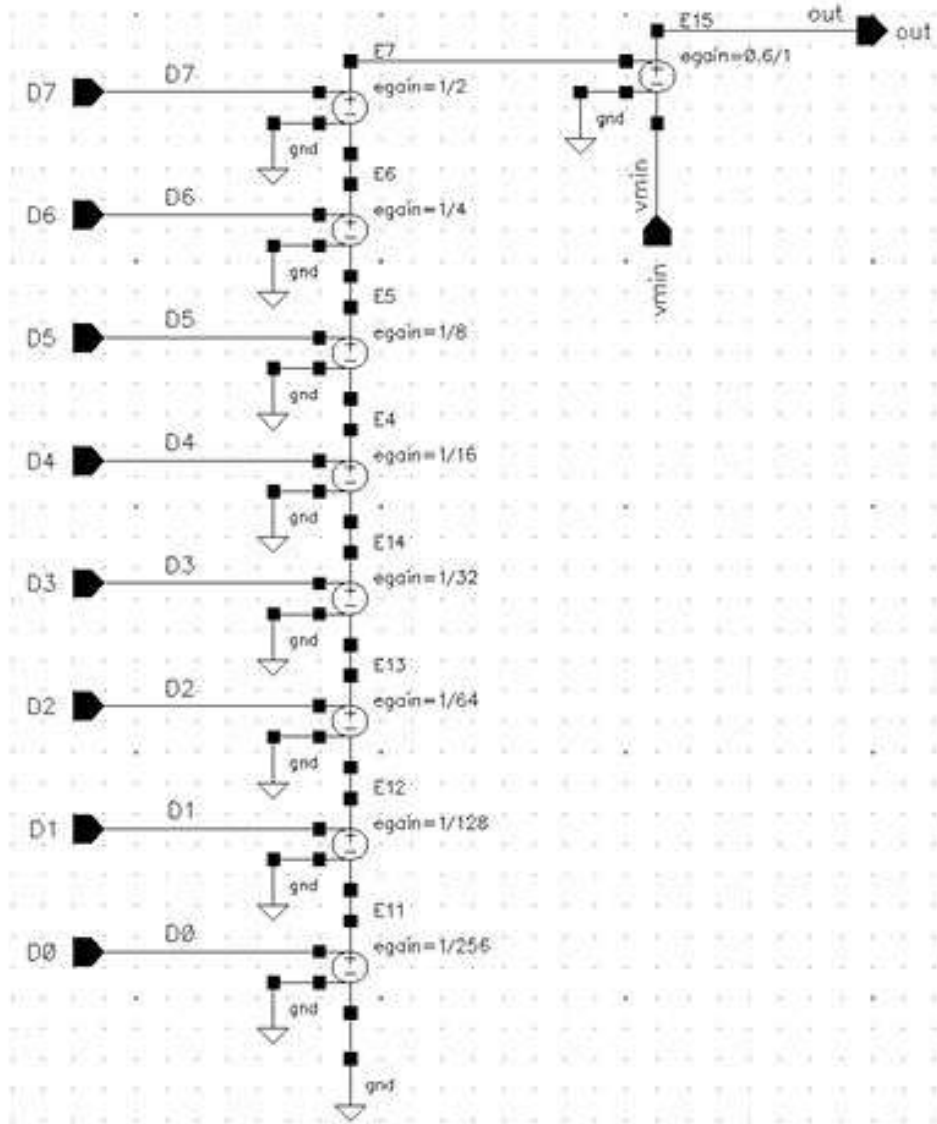 E15
out
out
egain=0.6/1
gnd
vmin
vmin
E7
D7
D7
egain=1/2
gnd
E6
D6
D6
egain=1/4
gnd
E5
D5
D5
egain=1/8
gnd
E4
D4
D4
egain=1/16
gnd
E14
D3
D3
egain=1/32
gnd
E13
D2
D2
egain=1/64
gnd
E12
D1
D1
egain=1/128
gnd
E11
D0
D0
egain=1/256
gnd
gnd